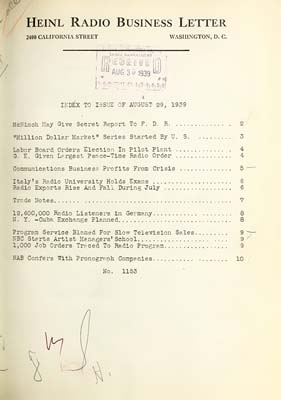 HEINL RADIO BUSINESS LETTER
2400 CALIFORNIA STREET WASHINGTON, D. C.
RECEIVED
AUG 30 1939
INDEX TO ISSUE OF AUGUST 29, 1939
McNinch May Give Secret Report To F. D. R. .............. 2
"Million Dollar Market" Series Started By U. S. ......... 3
Labor Board Orders Election In Pilot Plant .............. 4
G. E. Given Largest Peace-Time Radio Order .............. 4
Communications Business Profits From Crisis ............. 5
Italy's Radio University Holds Exams .................... 6
Radio Exports Rise And Fall During July ................. 6
Trade Notes.............................................. 7
12,600,000 Radio Listeners in Germany.................... 8
N. Y. -Cuba Exchange Planned............................. 8
Program Service Blamed For Slow Television Sales......... 9
NBC Starts Artist Managers' School....................... 9
1,000 Job Orders Traced To Radio Program................. 9
NAB Confers With Phonograph Companies.................... 10
No. 1153